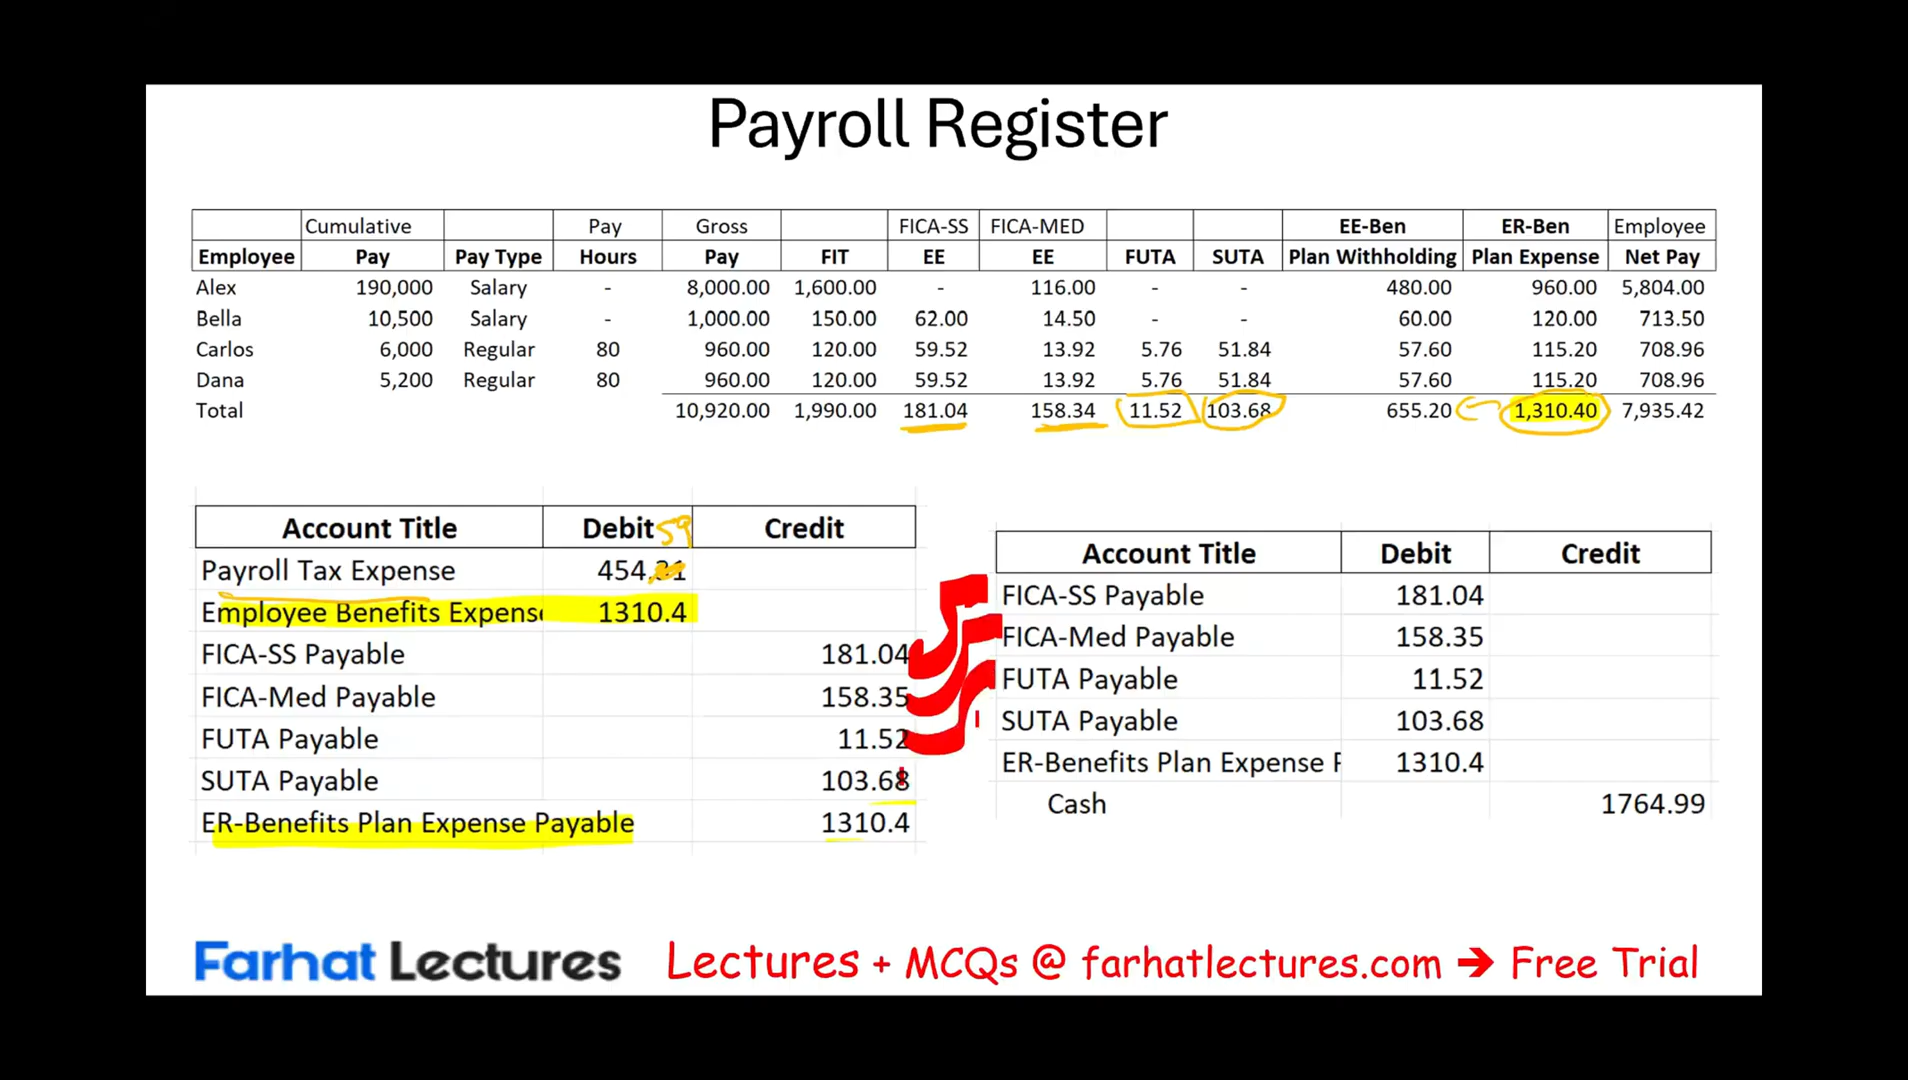 Payroll Register
Cumulative Pay Gross FICA-SS FICA-MED EE-Ben ER-Ben Employee
Employee Pay Pay Type Hours Pay FIT EE EE FUTA SUTA Plan Withholding Plan Expense Net Pay
Alex 190,000 Salary - 8,000.00 1,600.00 - 116.00 - - 480.00 960.00 5,804.00
Bella 10,500 Salary - 1,000.00 150.00 62.00 14.50 - - 60.00 120.00 713.50
Carlos 6,000 Regular 80 960.00 120.00 59.52 13.92 5.76 51.84 57.60 115.20 708.96
Dana 5,200 Regular 80 960.00 120.00 59.52 13.92 5.76 51.84 57.60 115.20 708.96
Total 10,920.00 1,990.00 181.04 158.34 11.52 103.68 655.20 1,310.40 7,935.42
Account Title Debit 59 Credit
Payroll Tax Expense 454.
Employee Benefits Expens 1310.4
FICA-SS Payable 181.04
FICA-Med Payable 158.35
FUTA Payable 11.52
SUTA Payable 103.68
ER-Benefits Plan Expense Payable 1310.4
Account Title Debit Credit
FICA-SS Payable 181.04
FICA-Med Payable 158.35
FUTA Payable 11.52
SUTA Payable 103.68
ER-Benefits Plan Expense 1310.4
Cash 1764.99
Farhat Lectures Lectures + MCQs @ farhatlectures.com → Free Trial